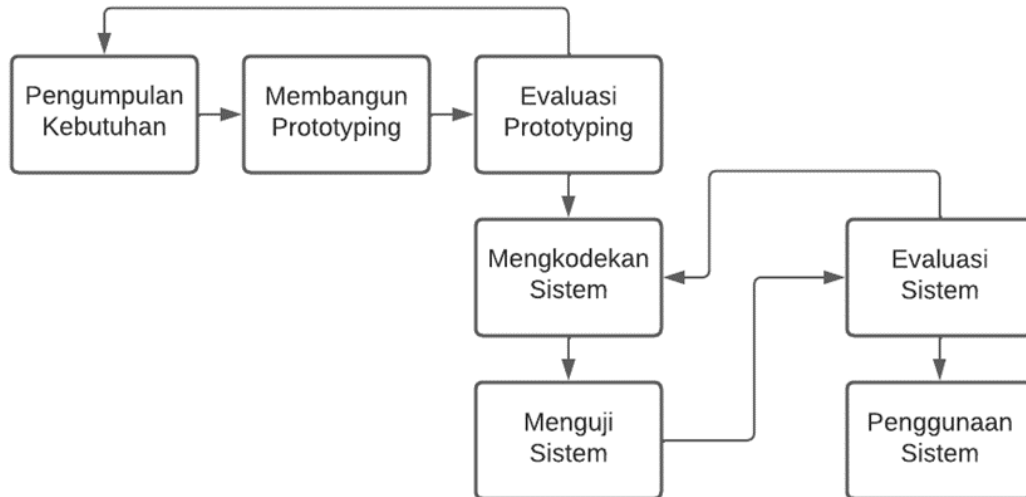 Pengumpulan
Kebutuhan
Membangun
Prototyping
Evaluasi
Prototyping
Mengkodekan
Sistem
Evaluasi
Sistem
Menguji
Sistem
Penggunaan
Sistem